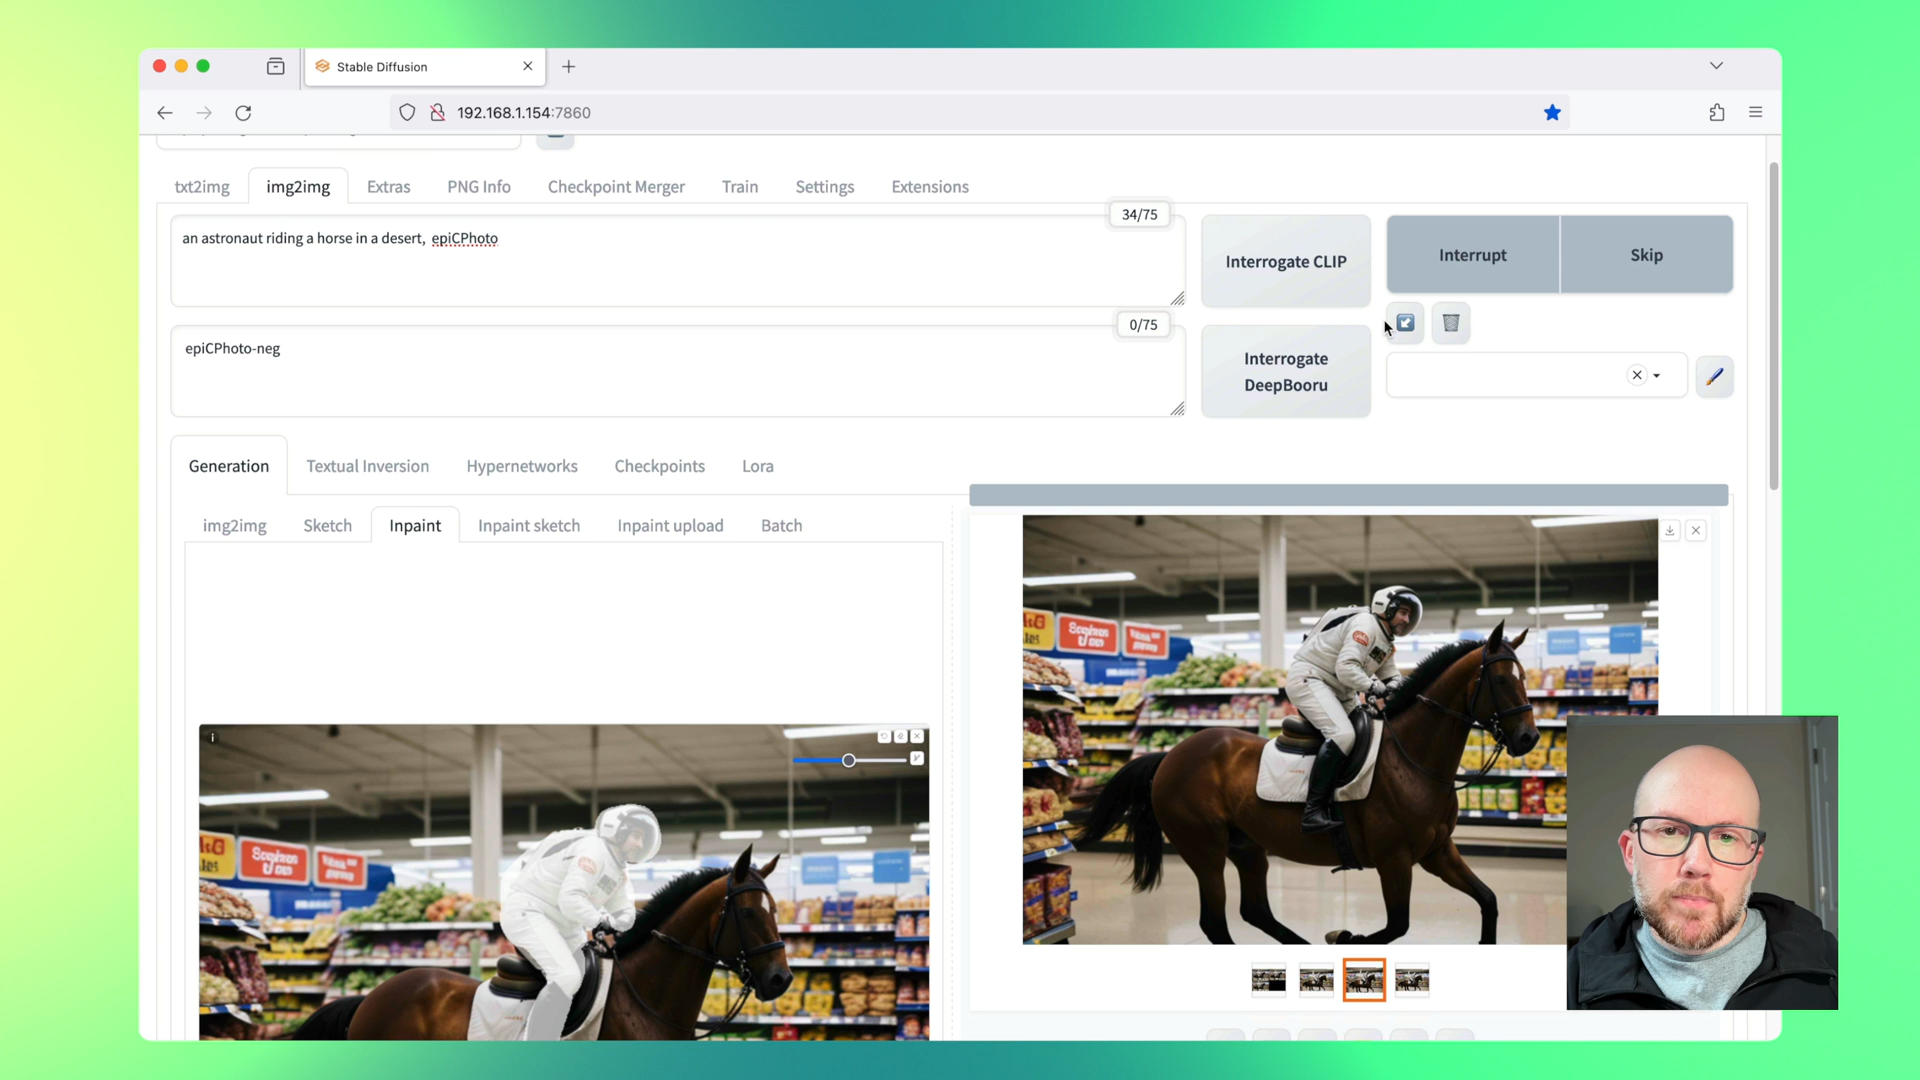 Stable Diffusion
192.168.1.154:7860
txt2img img2img Extras PNG Info Checkpoint Merger Train Settings Extensions
34/75
an astronaut riding a horse in a desert, epiCPhoto
Interrogate CLIP
Interrupt Skip
0/75
epiCPhoto-neg
Interrogate
DeepBooru
Generation Textual Inversion Hypernetworks Checkpoints Lora
img2img Sketch Inpaint Inpaint sketch Inpaint upload Batch